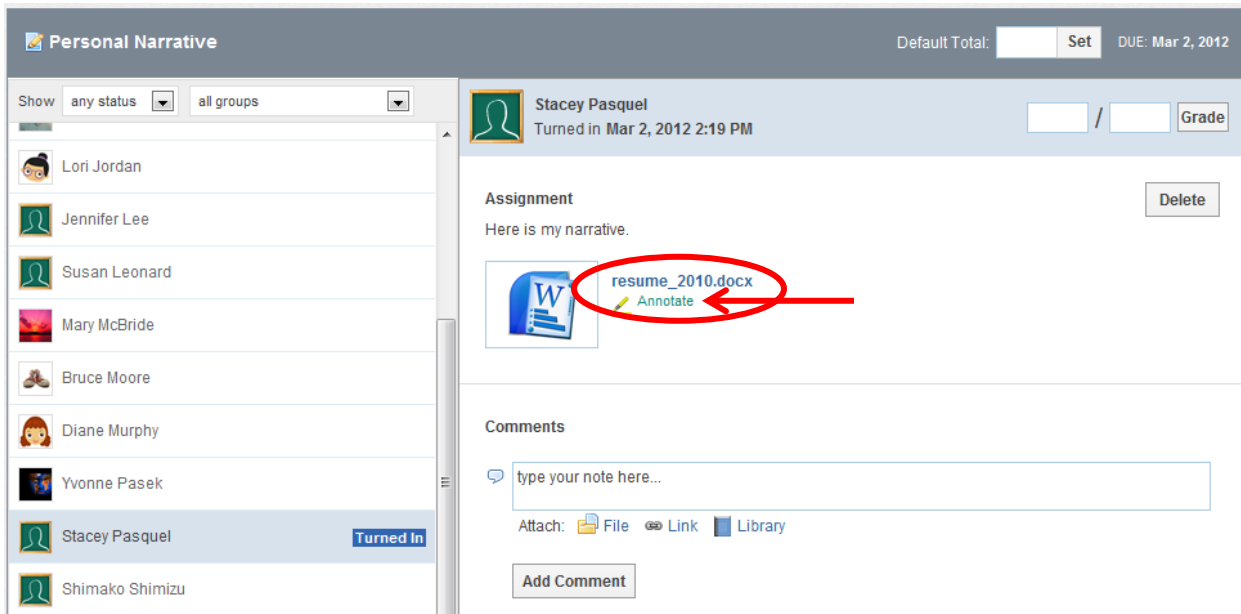 Personal Narrative
Default Total:
Set
DUE: Mar 2, 2012
Show any status all groups
Lori Jordan
Jennifer Lee
Susan Leonard
Mary McBride
Bruce Moore
Diane Murphy
Yvonne Pasek
Stacey Pasquel Turned In
Shimako Shimizu
Stacey Pasquel
Turned in Mar 2, 2012 2:19 PM
/ Grade
Assignment
Delete
Here is my narrative.
W
resume_2010.docx
Annotate
Comments
type your note here...
Attach: File Link Library
Add Comment